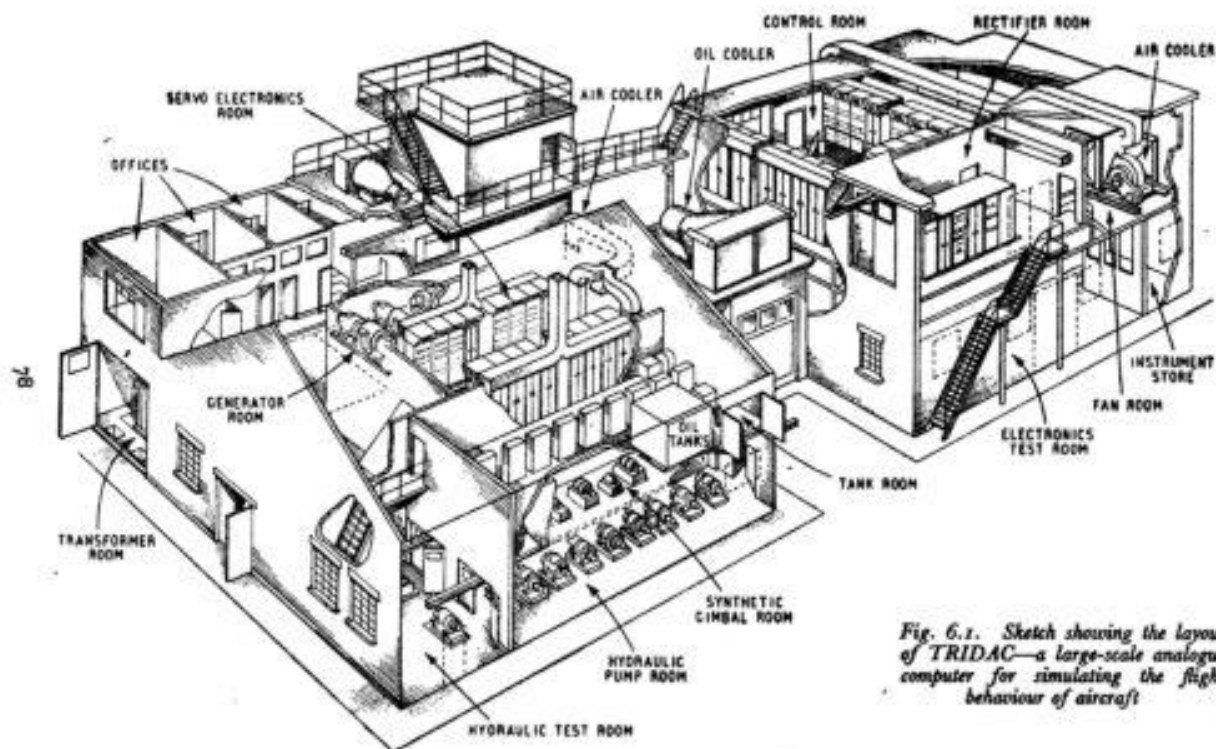 CONTROL ROOM
RECTIFIER ROOM
OIL COOLER
AIR COOLER
SERVO ELECTRONICS
ROOM
AIR COOLER
OFFICES
GENERATOR
ROOM
OIL
TANKS
INSTRUMENT
STORE
FAN ROOM
ELECTRONICS
TEST ROOM
TANK ROOM
TRANSFORMER
ROOM
SYNTHETIC
GIMBAL ROOM
HYDRAULIC
PUMP ROOM
HYDRAULIC TEST ROOM
78
Fig. 6.1. Sketch showing the layou
of TRIDAC—a large-scale analogu
computer for simulating the fligh
behaviour of aircraft